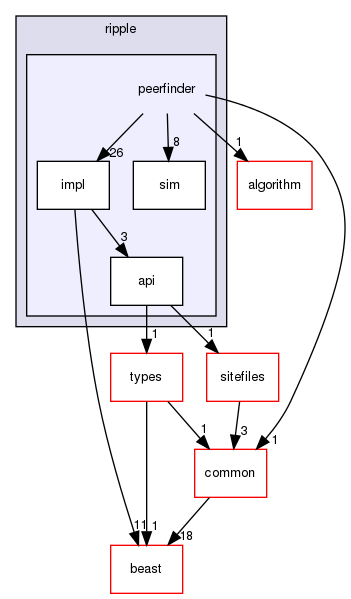 ripple
peerfinder
26
8
1
impl
sim
algorithm
3
api
1
1
types
sitefiles
1
3
1
common
11
1
18
beast